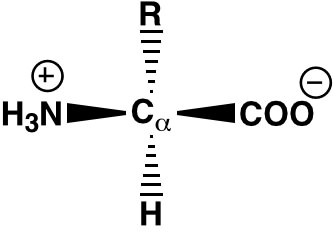 R
+ −
H₃N Cα COO
H